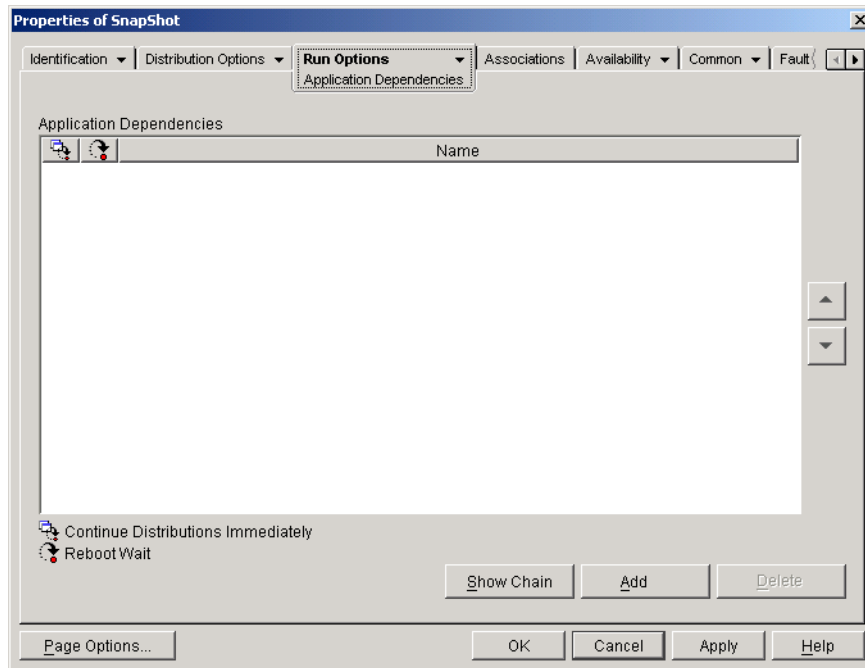 Properties of SnapShot
Identification Distribution Options Run Options Associations Availability Common Fault
Application Dependencies
Application Dependencies
Name
Continue Distributions Immediately
Reboot Wait
Show Chain Add Delete
Page Options... OK Cancel Apply Help